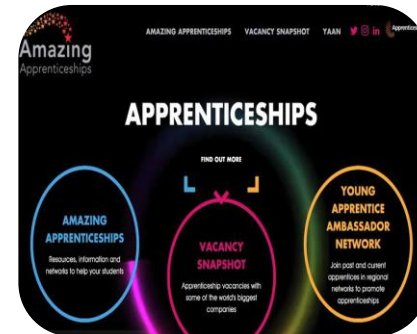 Amazing
Apprenticeships
AMAZING APPRENTICESHIPS VACANCY SNAPSHOT YAAN
APPRENTICESHIPS
FIND OUT MORE
AMAZING
APPRENTICESHIPS
Resources, information and
networks to help your students
VACANCY
SNAPSHOT
Apprenticeship vacancies with
some of the world's biggest
companies
YOUNG
APPRENTICE
AMBASSADOR
NETWORK
Join past and current
apprentices in regional
networks to promote
apprenticeships